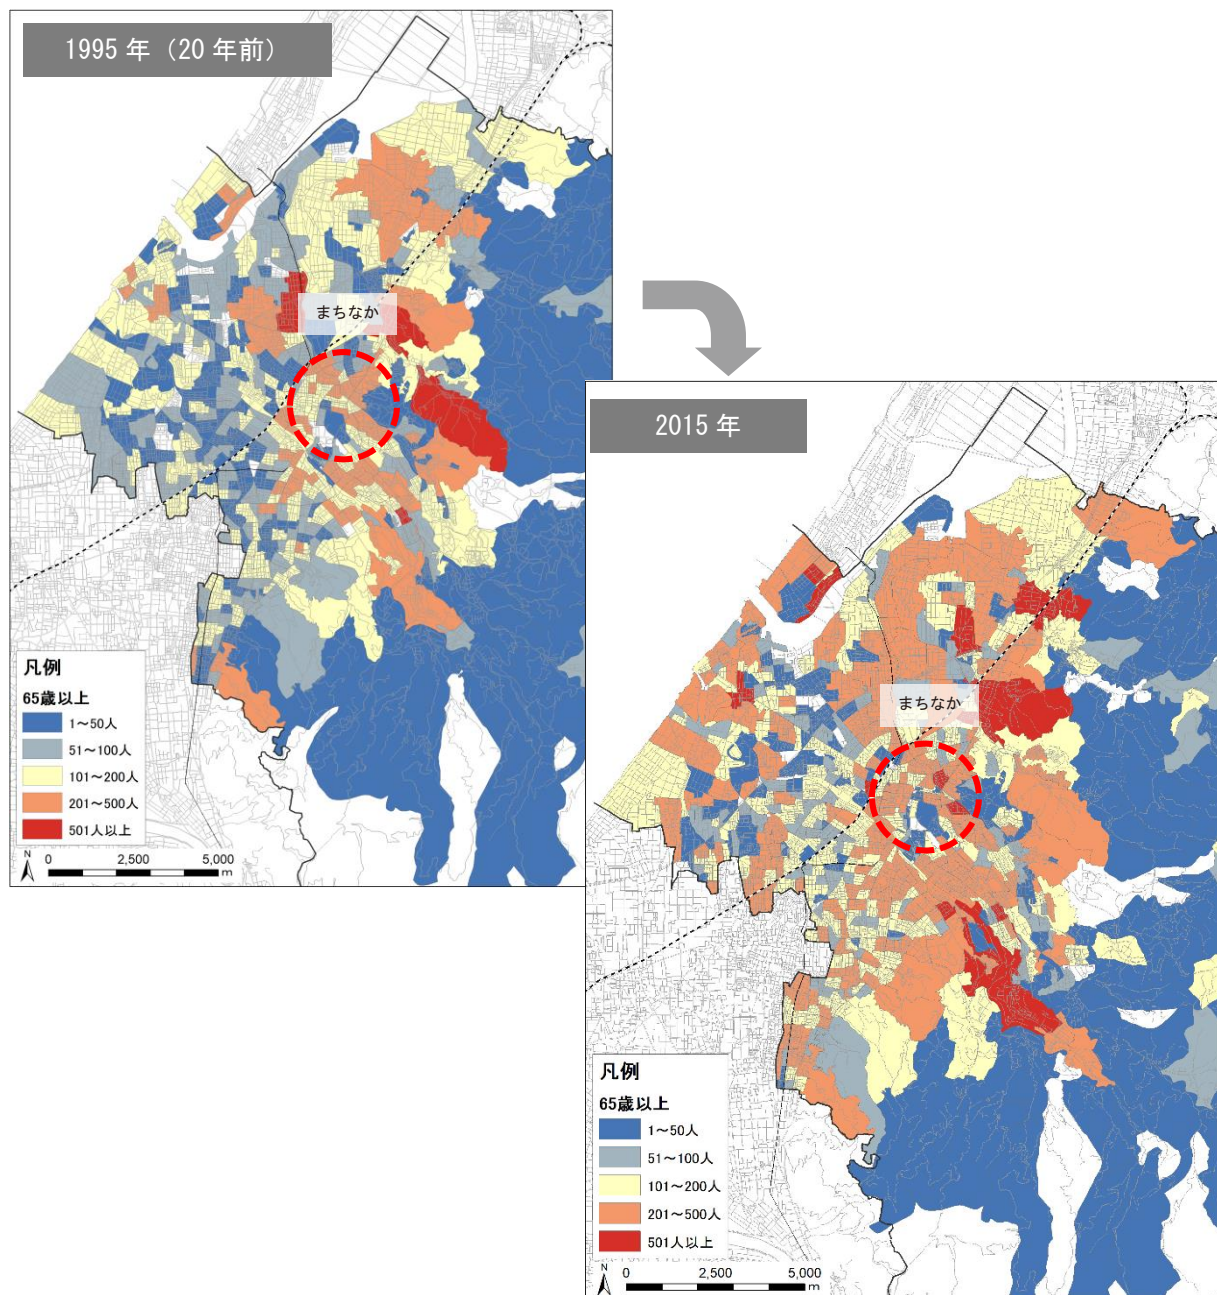 1995 年（20 年前）
まちなか
凡例
65歳以上
1～50人
51～100人
101～200人
201～500人
501人以上
N
0 2,500 5,000
m
2015 年
まちなか
凡例
65歳以上
1～50人
51～100人
101～200人
201～500人
501人以上
N
0 2,500 5,000
m